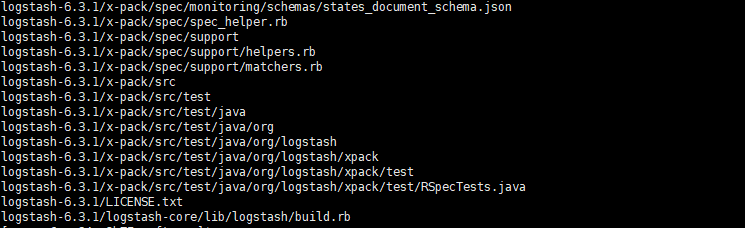 logstash-6.3.1/x-pack/spec/monitoring/schemas/states_document_schema.json
logstash-6.3.1/x-pack/spec/spec_helper.rb
logstash-6.3.1/x-pack/spec/support
logstash-6.3.1/x-pack/spec/support/helpers.rb
logstash-6.3.1/x-pack/spec/support/matchers.rb
logstash-6.3.1/x-pack/src
logstash-6.3.1/x-pack/src/test
logstash-6.3.1/x-pack/src/test/java
logstash-6.3.1/x-pack/src/test/java/org
logstash-6.3.1/x-pack/src/test/java/org/logstash
logstash-6.3.1/x-pack/src/test/java/org/logstash/xpack
logstash-6.3.1/x-pack/src/test/java/org/logstash/xpack/test
logstash-6.3.1/x-pack/src/test/java/org/logstash/xpack/test/RSpecTests.java
logstash-6.3.1/LICENSE.txt
logstash-6.3.1/logstash-core/lib/logstash/build.rb